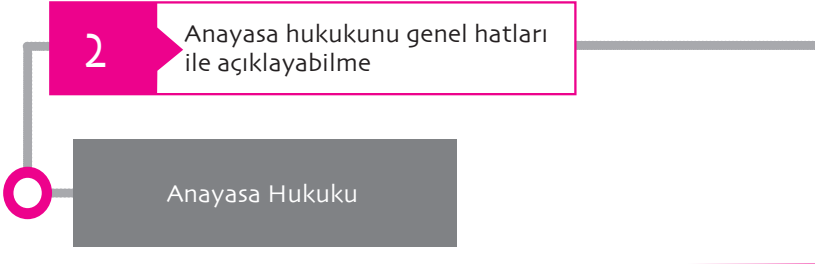 2
Anayasa hukukunu genel hatları
ile açıklayabilme
Anayasa Hukuku